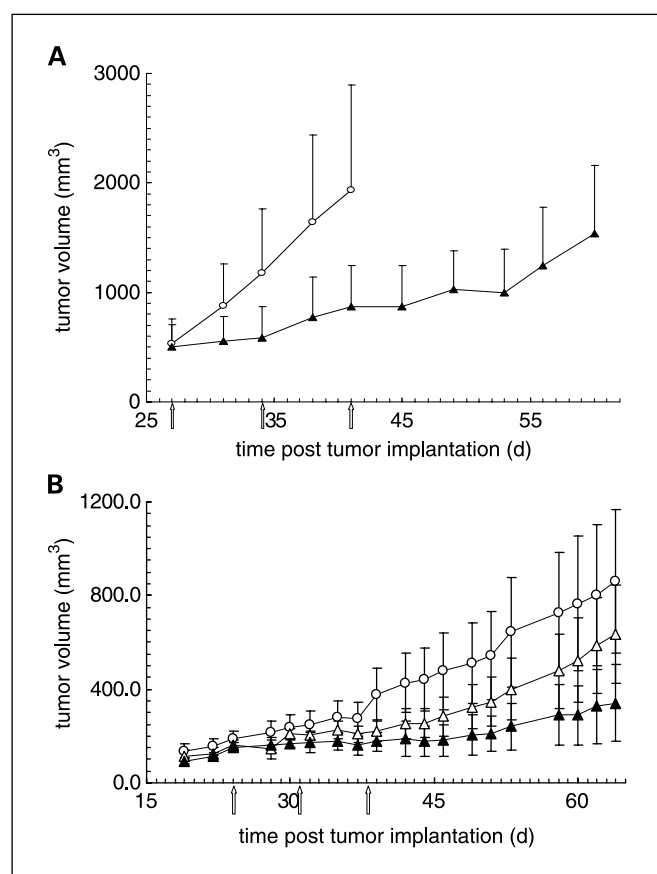 A
3000
2000
1000
0
tumor volume (mm³)
25 35 45 55
time post tumor implantation (d)
B
1200.0
800.0
400.0
0.0
tumor volume (mm³)
15 30 45 60
time post tumor implantation (d)